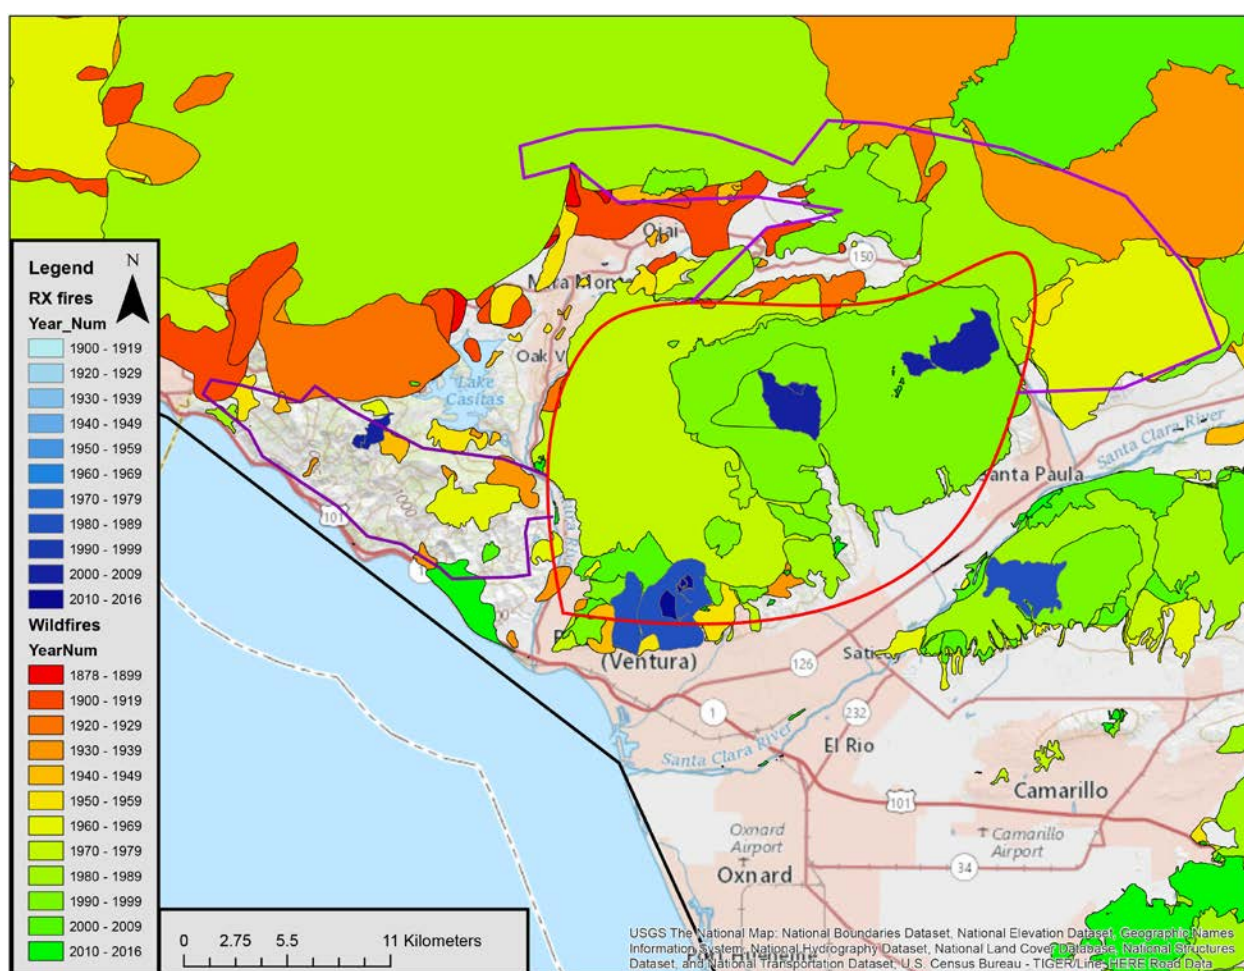 Legend
N
RX fires
Year_Num
1900 - 1919
1920 - 1929
1930 - 1939
1940 - 1949
1950 - 1959
1960 - 1969
1970 - 1979
1980 - 1989
1990 - 1999
2000 - 2009
2010 - 2016
Wildfires
YearNum
1878 - 1899
1900 - 1919
1920 - 1929
1930 - 1939
1940 - 1949
1950 - 1959
1960 - 1969
1970 - 1979
1980 - 1989
1990 - 1999
2000 - 2009
2010 - 2016
Ojai
150
Oak V
Lake
Casitas
Santa Clara River
anta Paula
1000
101
(Ventura)
126
Sati
1
232
Santa Clara River
El Rio
Camarillo
101
Oxnard
Airport
Camarillo
Airport
34
Oxnard
0 2.75 5.5 11 Kilometers
USGS The National Map: National Boundaries Dataset, National Elevation Dataset, Geographic Names
Information System, National Hydrography Dataset, National Land Cover Database, National Structures
Dataset, and National Transportation Dataset; U.S. Census Bureau - TIGER/Line; HERE Road Data
Port Hueneme